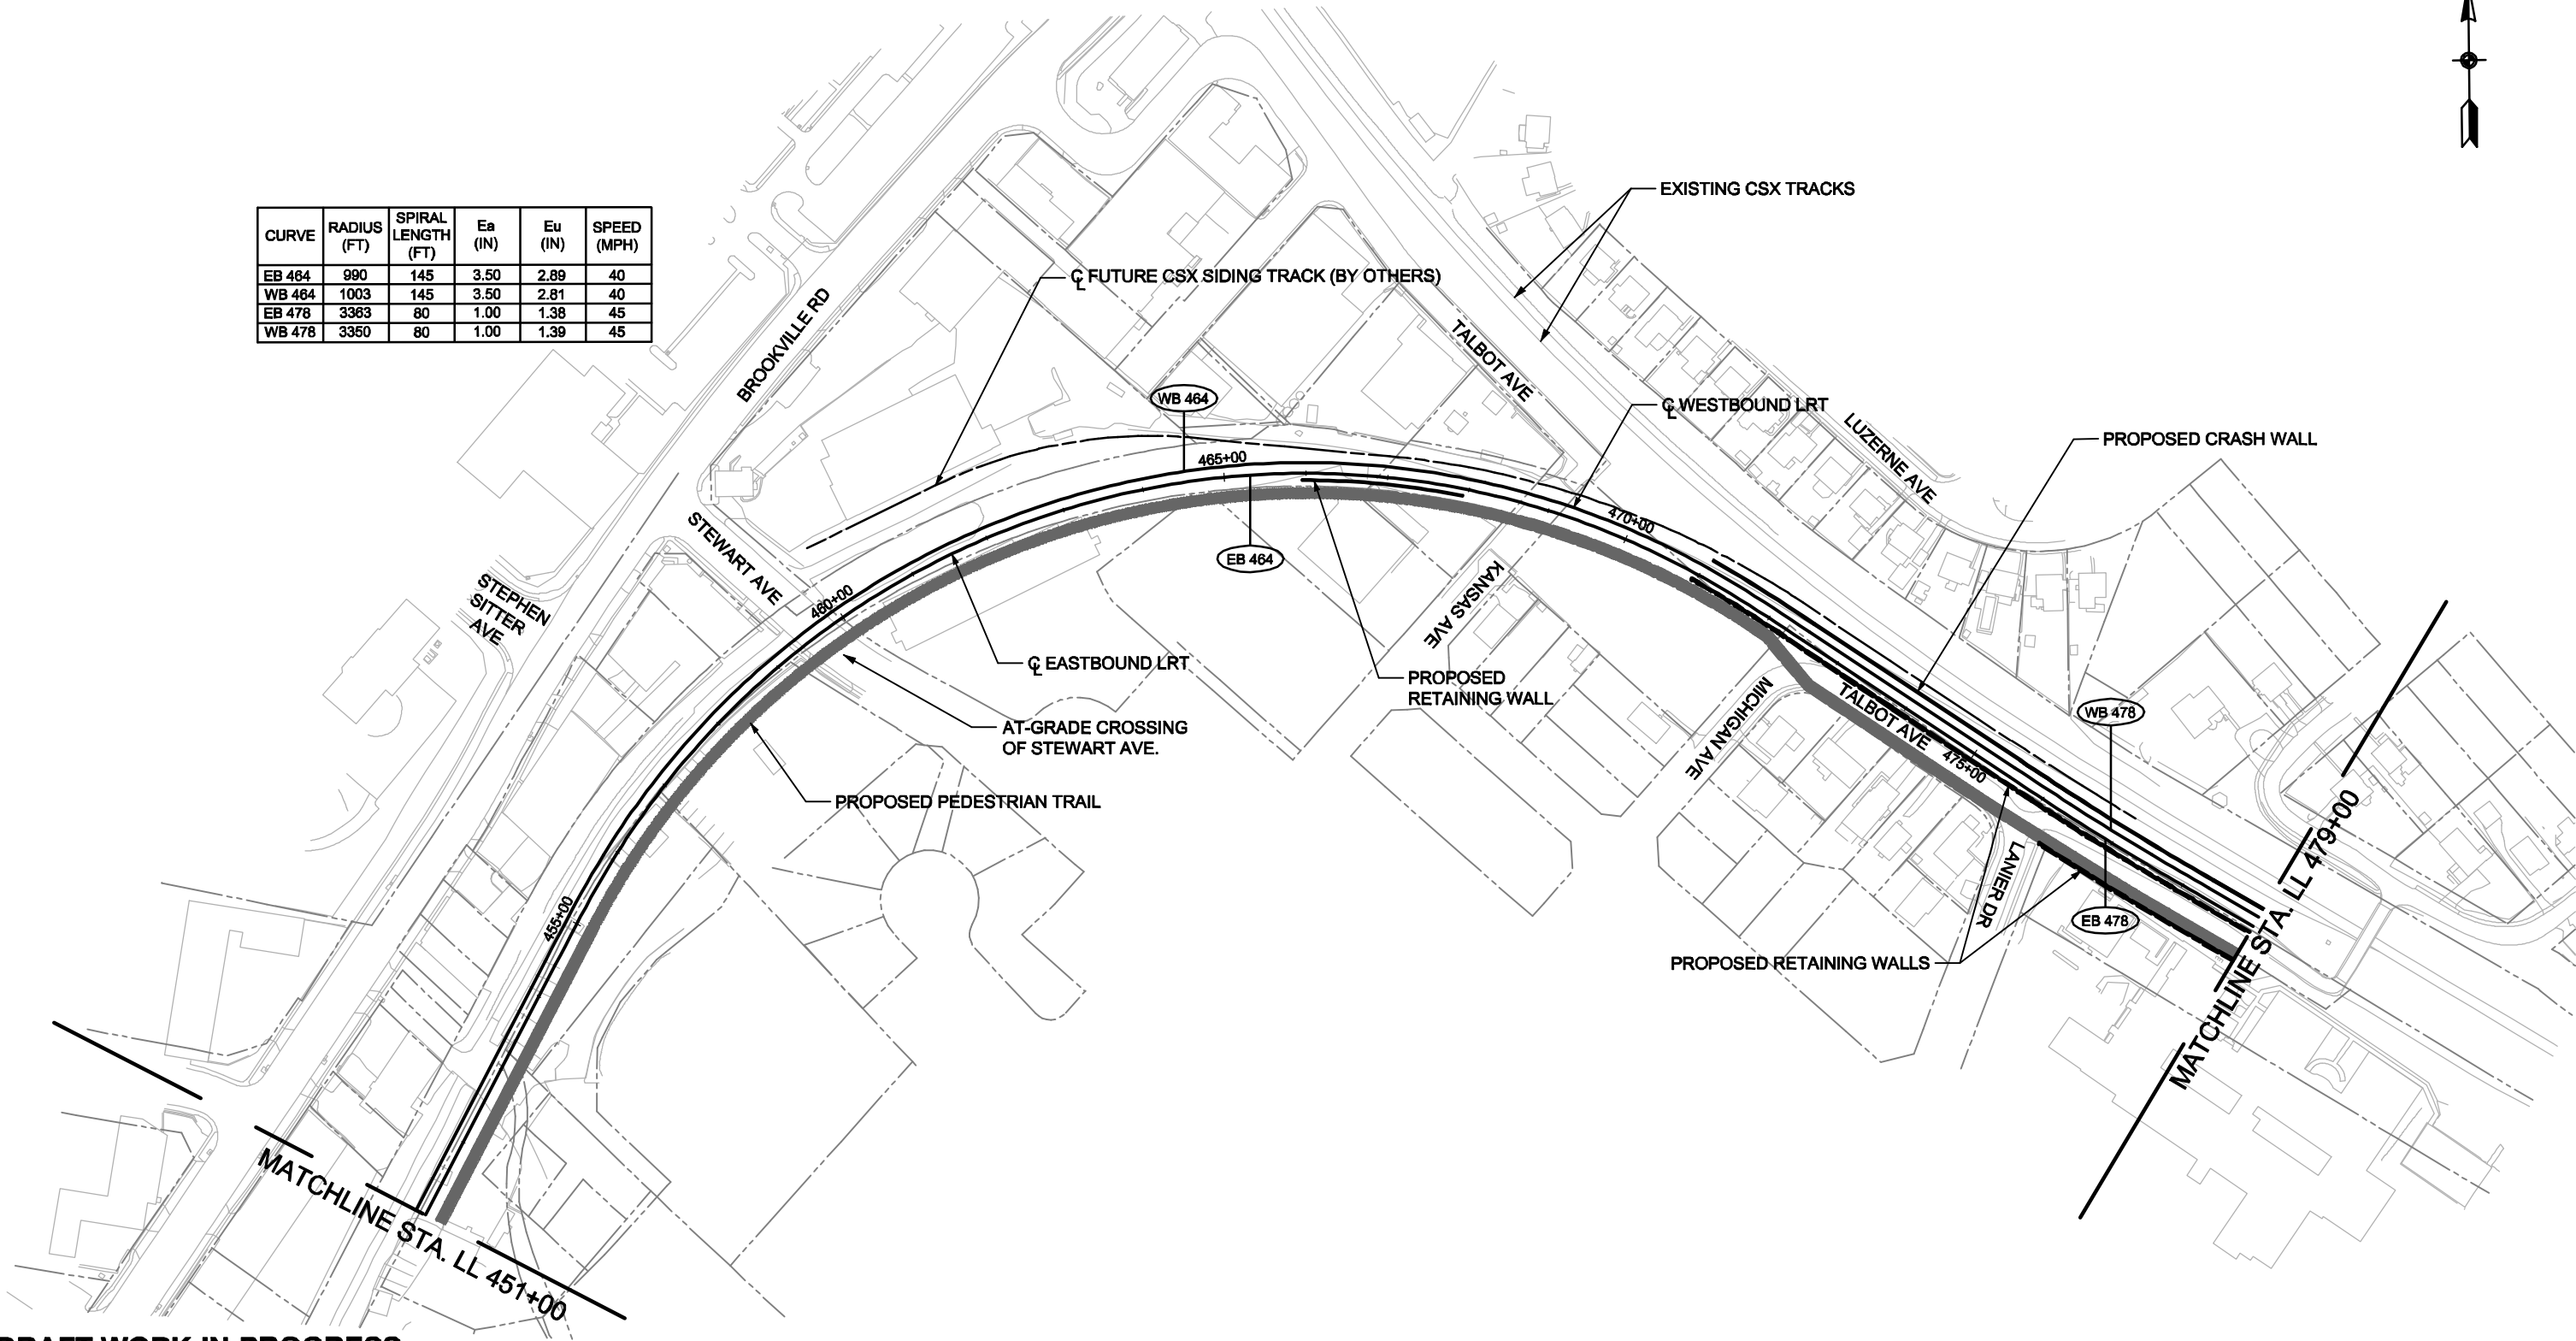 EXISTING CSX TRACKS
CURVE RADIUS (FT) SPIRAL LENGTH (FT) Ea (IN) Eu (IN) SPEED (MPH)
EB 464 990 145 3.50 2.89 40
WB 464 1003 145 3.50 2.81 40
EB 478 3363 80 1.00 1.38 45
WB 478 3350 80 1.00 1.39 45
℄ FUTURE CSX SIDING TRACK (BY OTHERS)
BROOKVILLE RD
TALBOT AVE
WB 464
℄ WESTBOUND LRT
LUZERNE AVE
PROPOSED CRASH WALL
465+00
470+00
STEWART AVE
EB 464
STEPHEN
SITTER
AVE
460+00
KANSAS AVE
℄ EASTBOUND LRT
PROPOSED
RETAINING WALL
MICHIGAN AVE
TALBOT AVE
WB 478
AT-GRADE CROSSING
OF STEWART AVE.
475+00
PROPOSED PEDESTRIAN TRAIL
LANIER DR
455+00
EB 478
PROPOSED RETAINING WALLS
MATCHLINE STA. LL 479+00
MATCHLINE STA. LL 451+00
DRAFT WORK IN PROGRESS